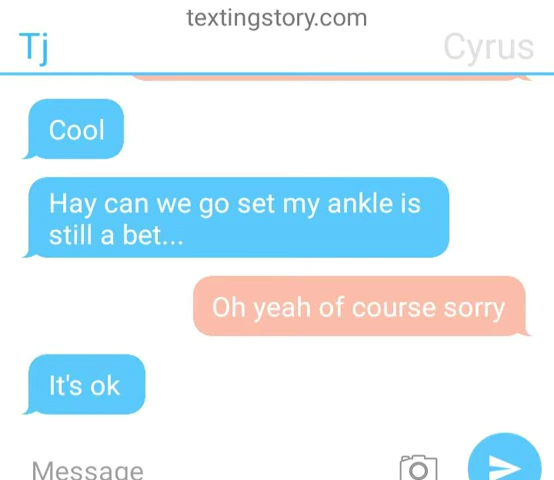 textingstory.com
Tj
Cyrus
Cool
Hay can we go set my ankle is
still a bet...
Oh yeah of course sorry
It's ok
Message